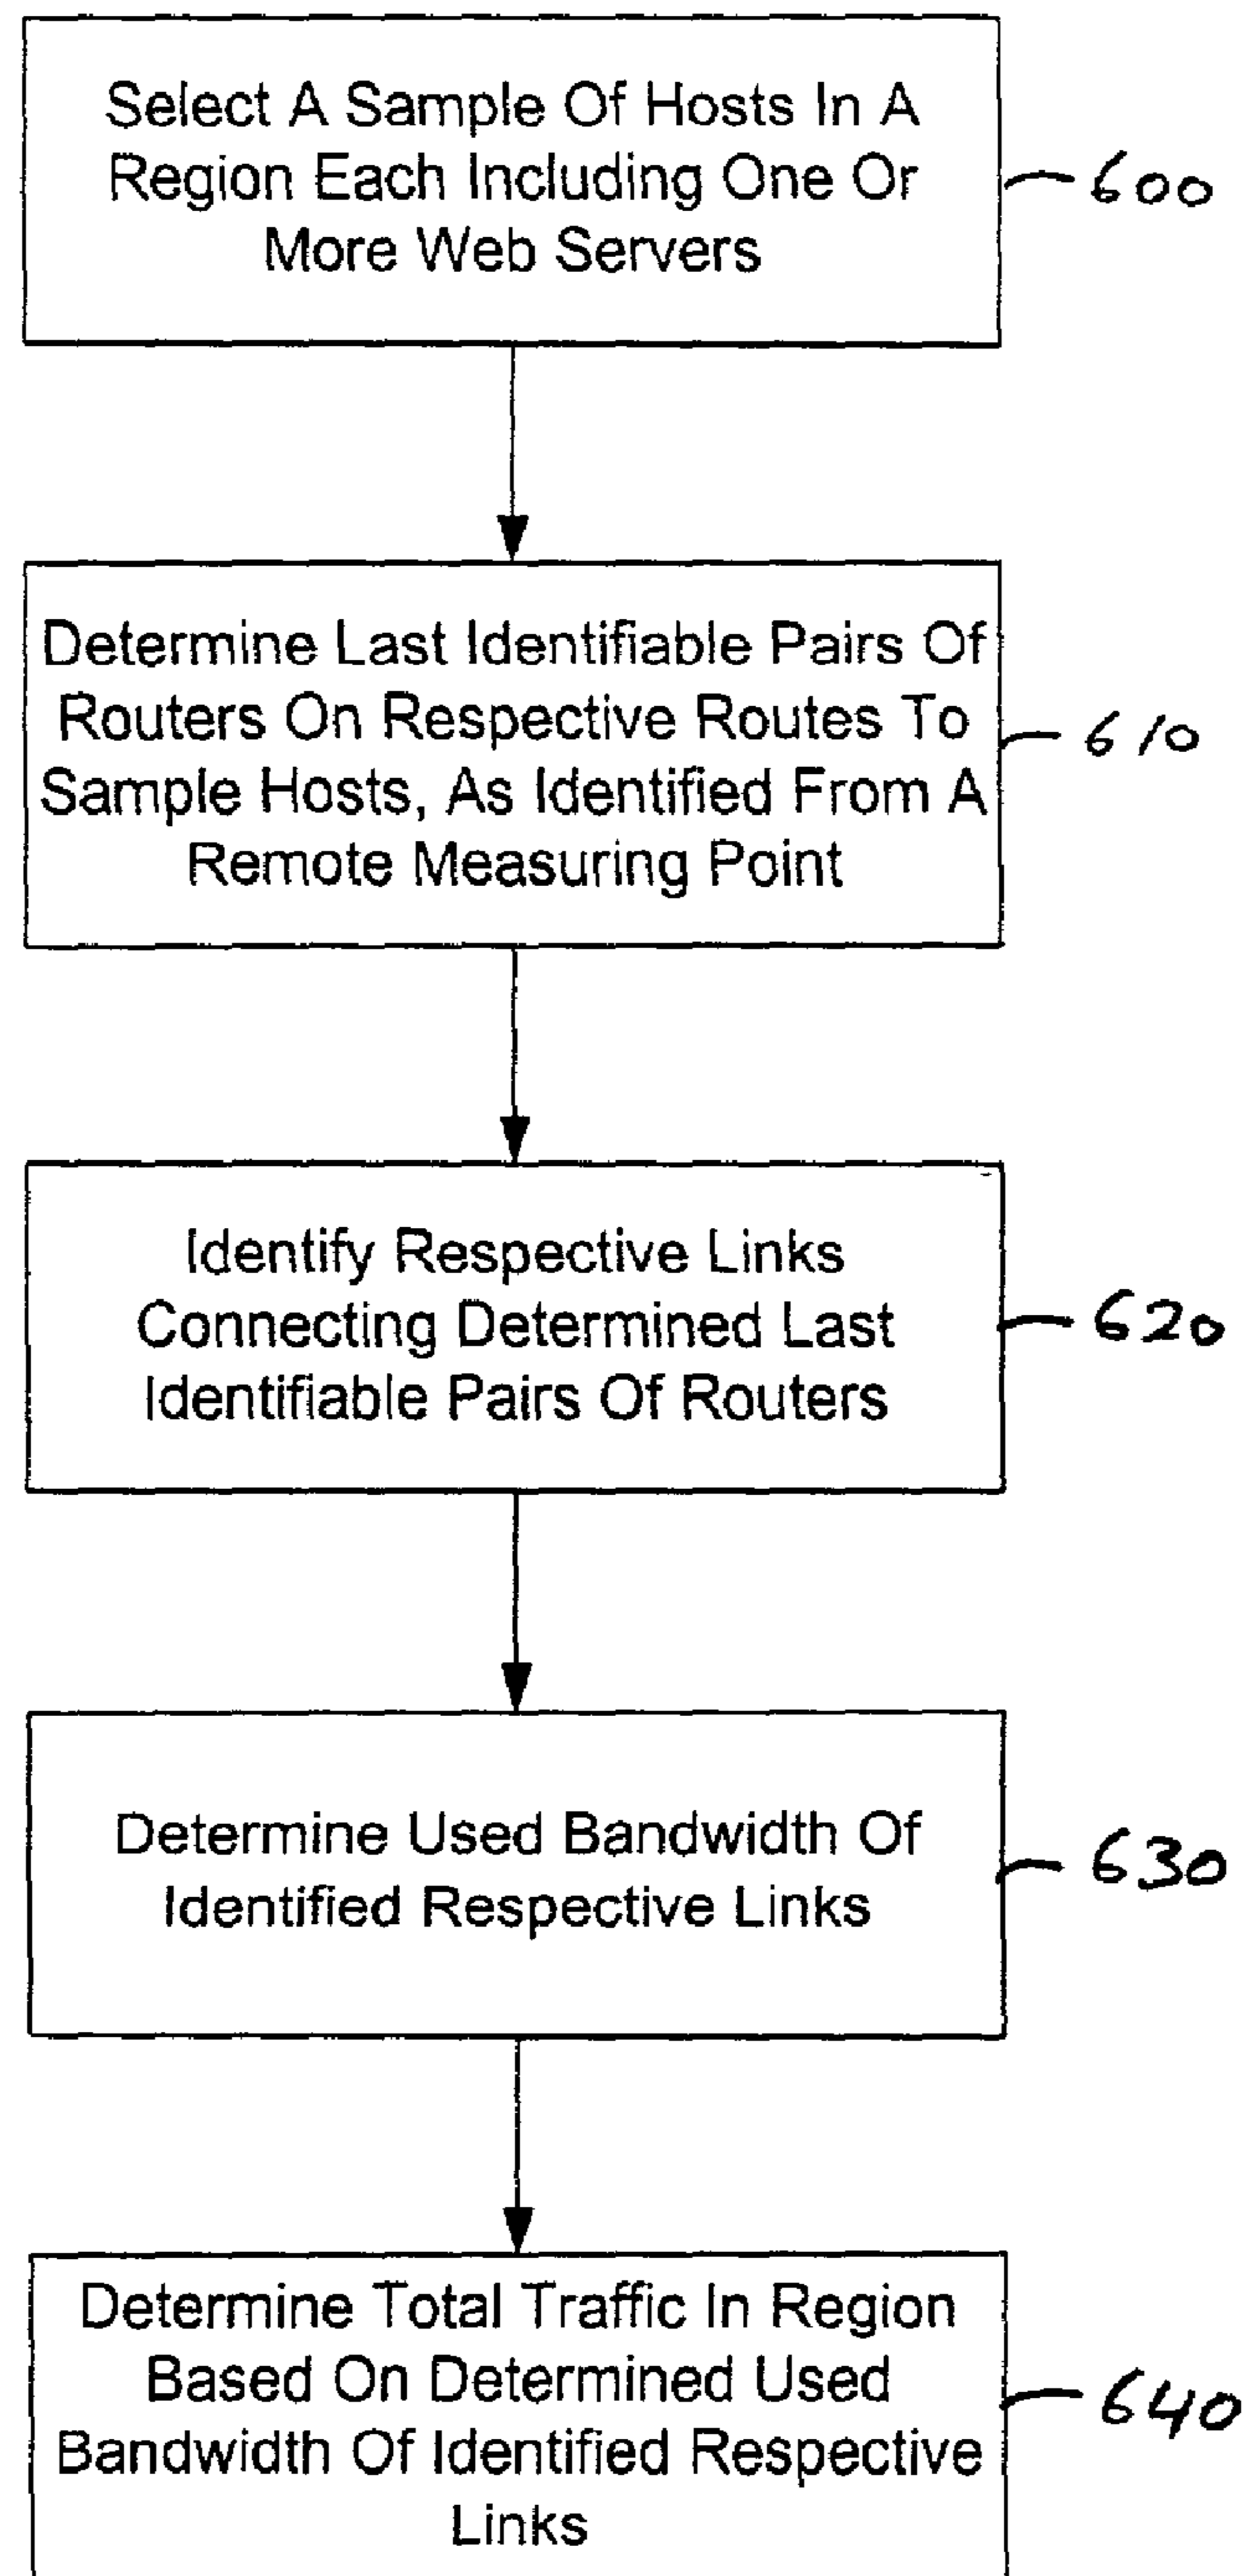 Select A Sample Of Hosts In A
Region Each Including One Or
More Web Servers
600
Determine Last Identifiable Pairs Of
Routers On Respective Routes To
Sample Hosts, As Identified From A
Remote Measuring Point
610
Identify Respective Links
Connecting Determined Last
Identifiable Pairs Of Routers
620
Determine Used Bandwidth Of
Identified Respective Links
630
Determine Total Traffic In Region
Based On Determined Used
Bandwidth Of Identified Respective
Links
640